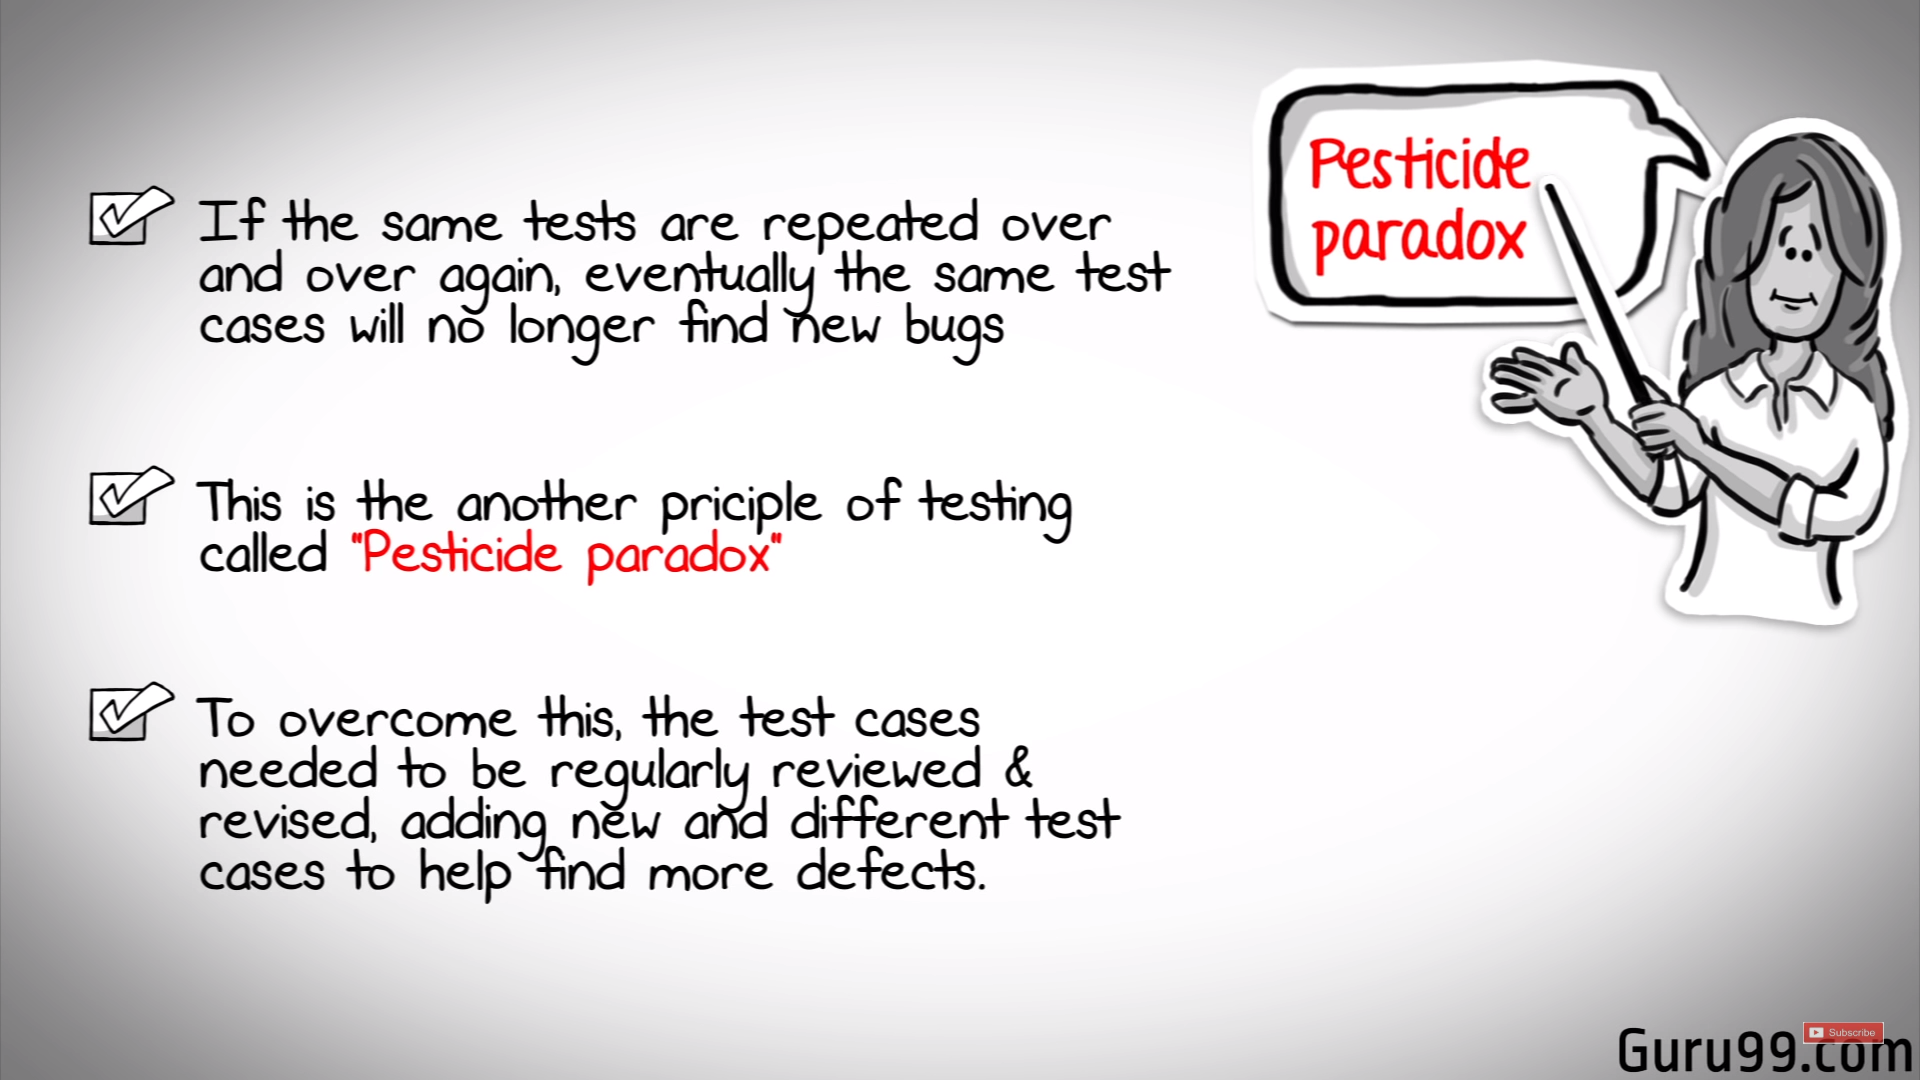 Pesticide
paradox
If the same tests are repeated over
and over again, eventually the same test
cases will no longer find new bugs
This is the another priciple of testing
called "Pesticide paradox"
To overcome this, the test cases
needed to be regularly reviewed &
revised, adding new and different test
cases to help find more defects.
Subscribe
Guru99.com